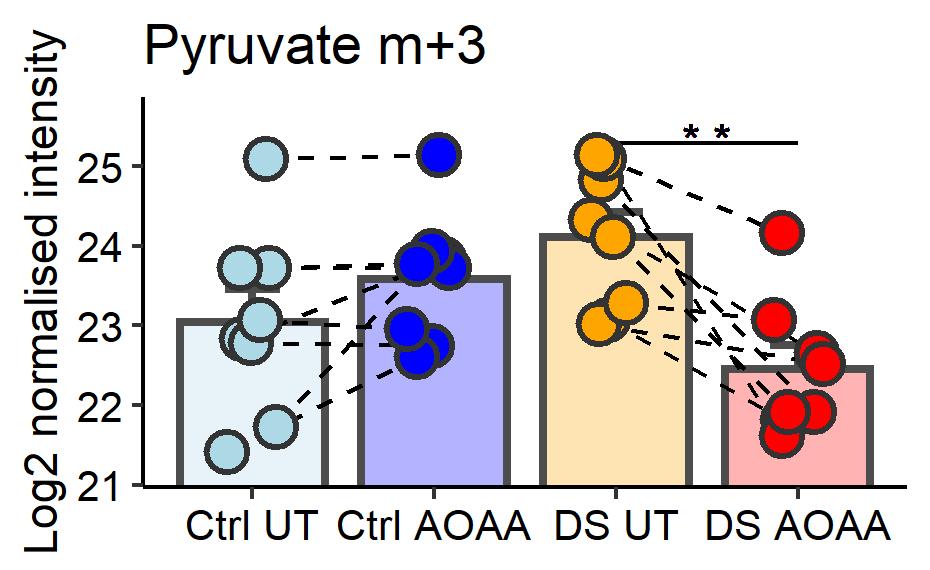 Pyruvate m+3
Log2 normalised intensity
25
24
23
22
21
**
Ctrl UT
Ctrl AOAA
DS UT
DS AOAA